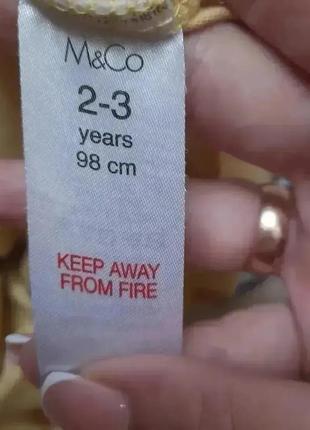 M&Co
2-3
years
98 cm
KEEP AWAY
FROM FIRE